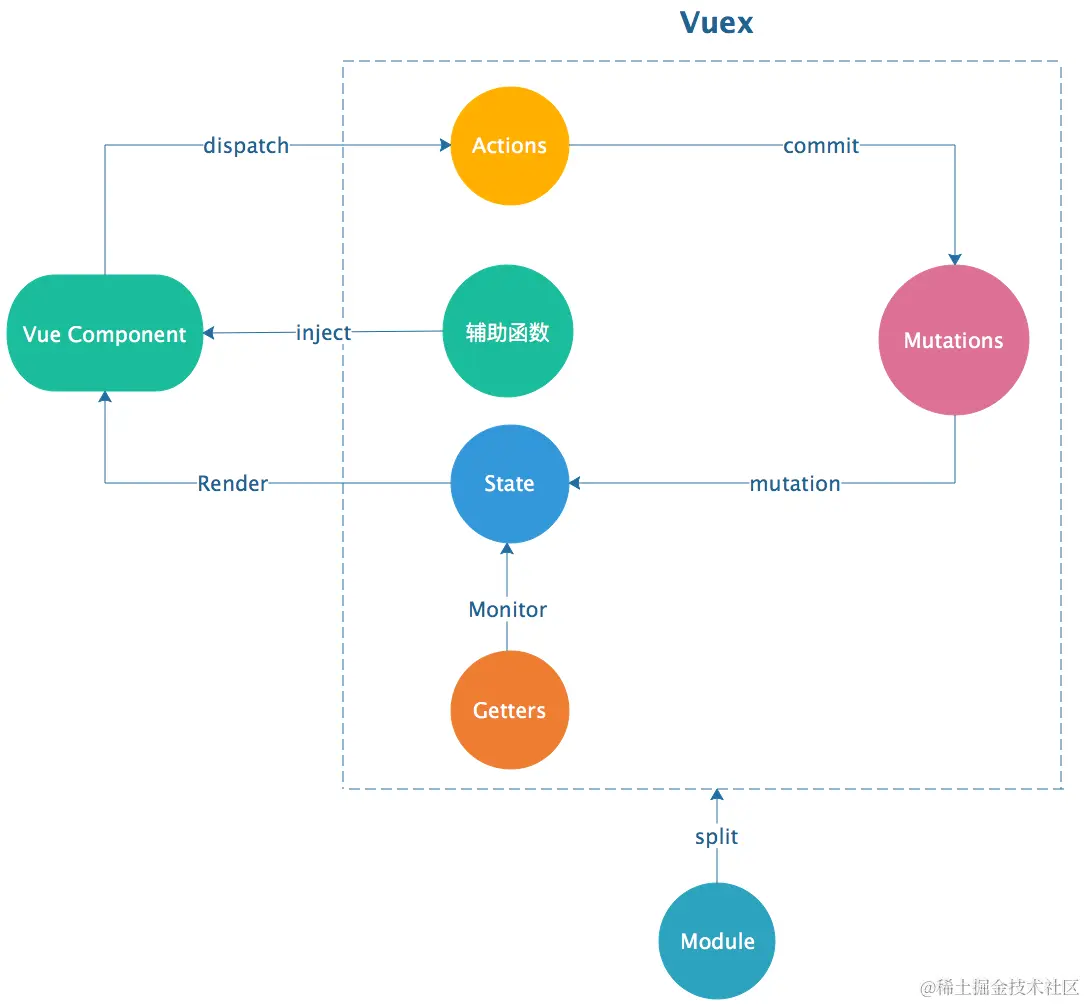 Vuex
dispatch
Actions
commit
Vue Component
inject
辅助函数
Mutations
Render
State
mutation
Monitor
Getters
split
Module
@稀土掘金技术社区